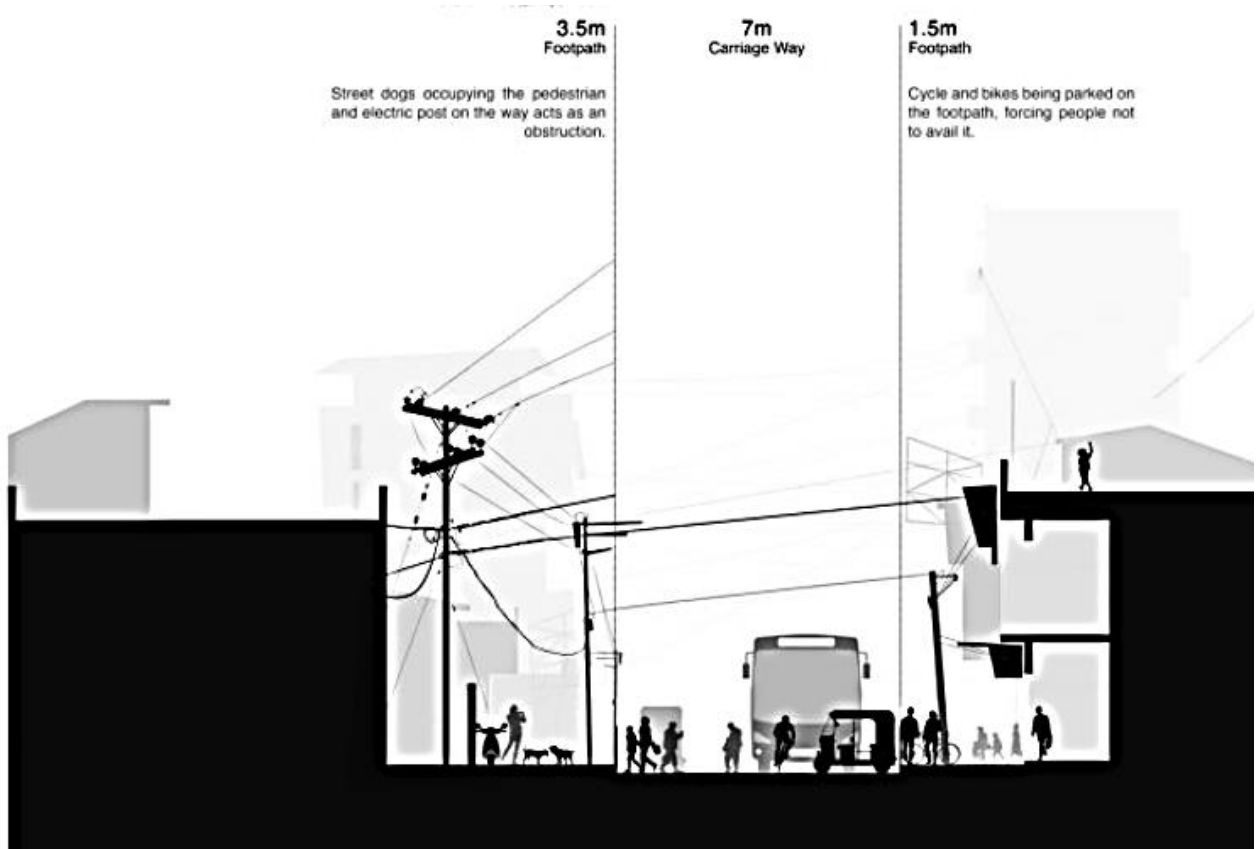 3.5m
Footpath
Street dogs occupying the pedestrian
and electric post on the way acts as an
obstruction.
7m
Carriage Way
1.5m
Footpath
Cycle and bikes being parked on
the footpath, forcing people not
to avail it.